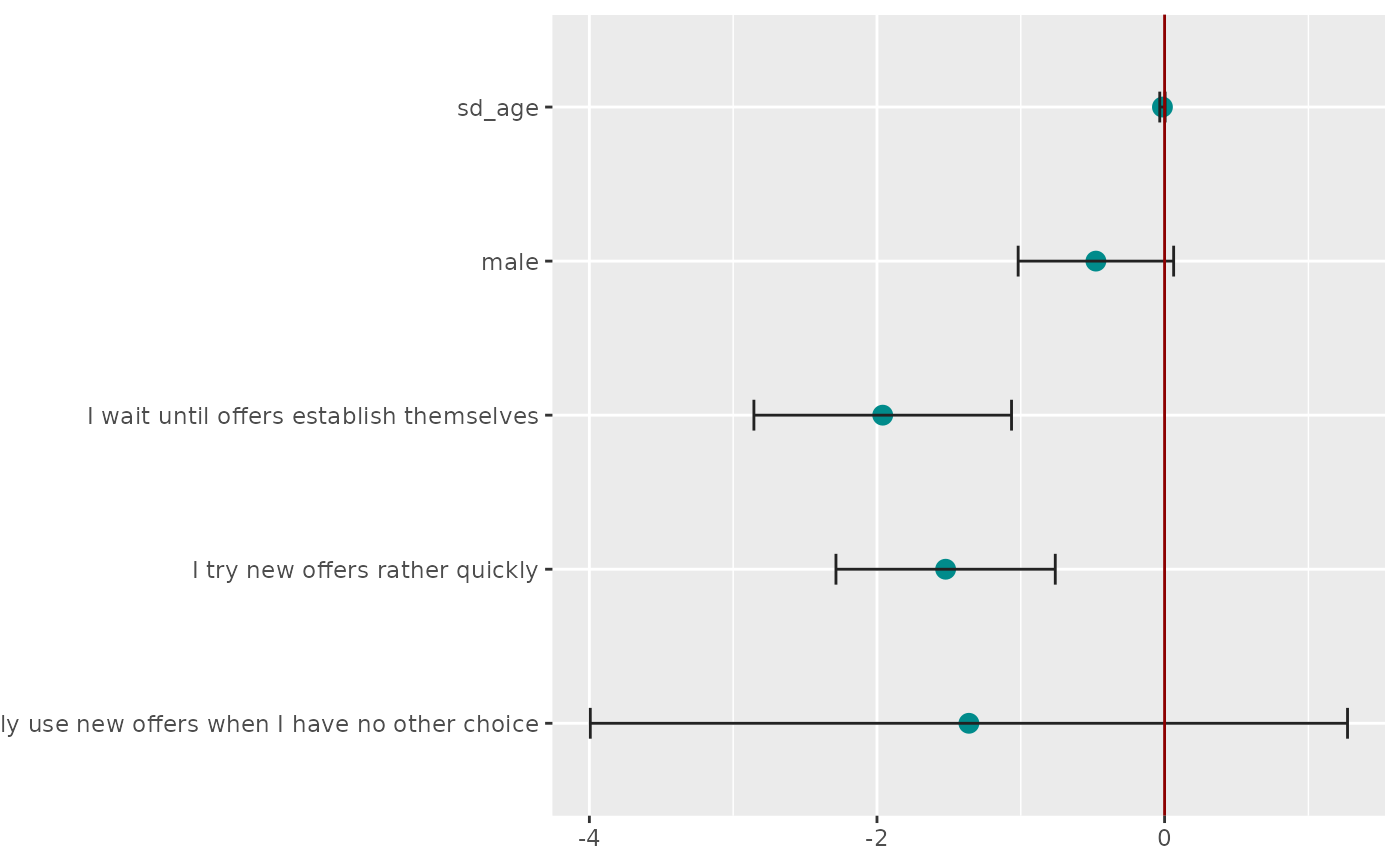 sd_age
male
I wait until offers establish themselves
I try new offers rather quickly
ly use new offers when I have no other choice
-4 -2 0